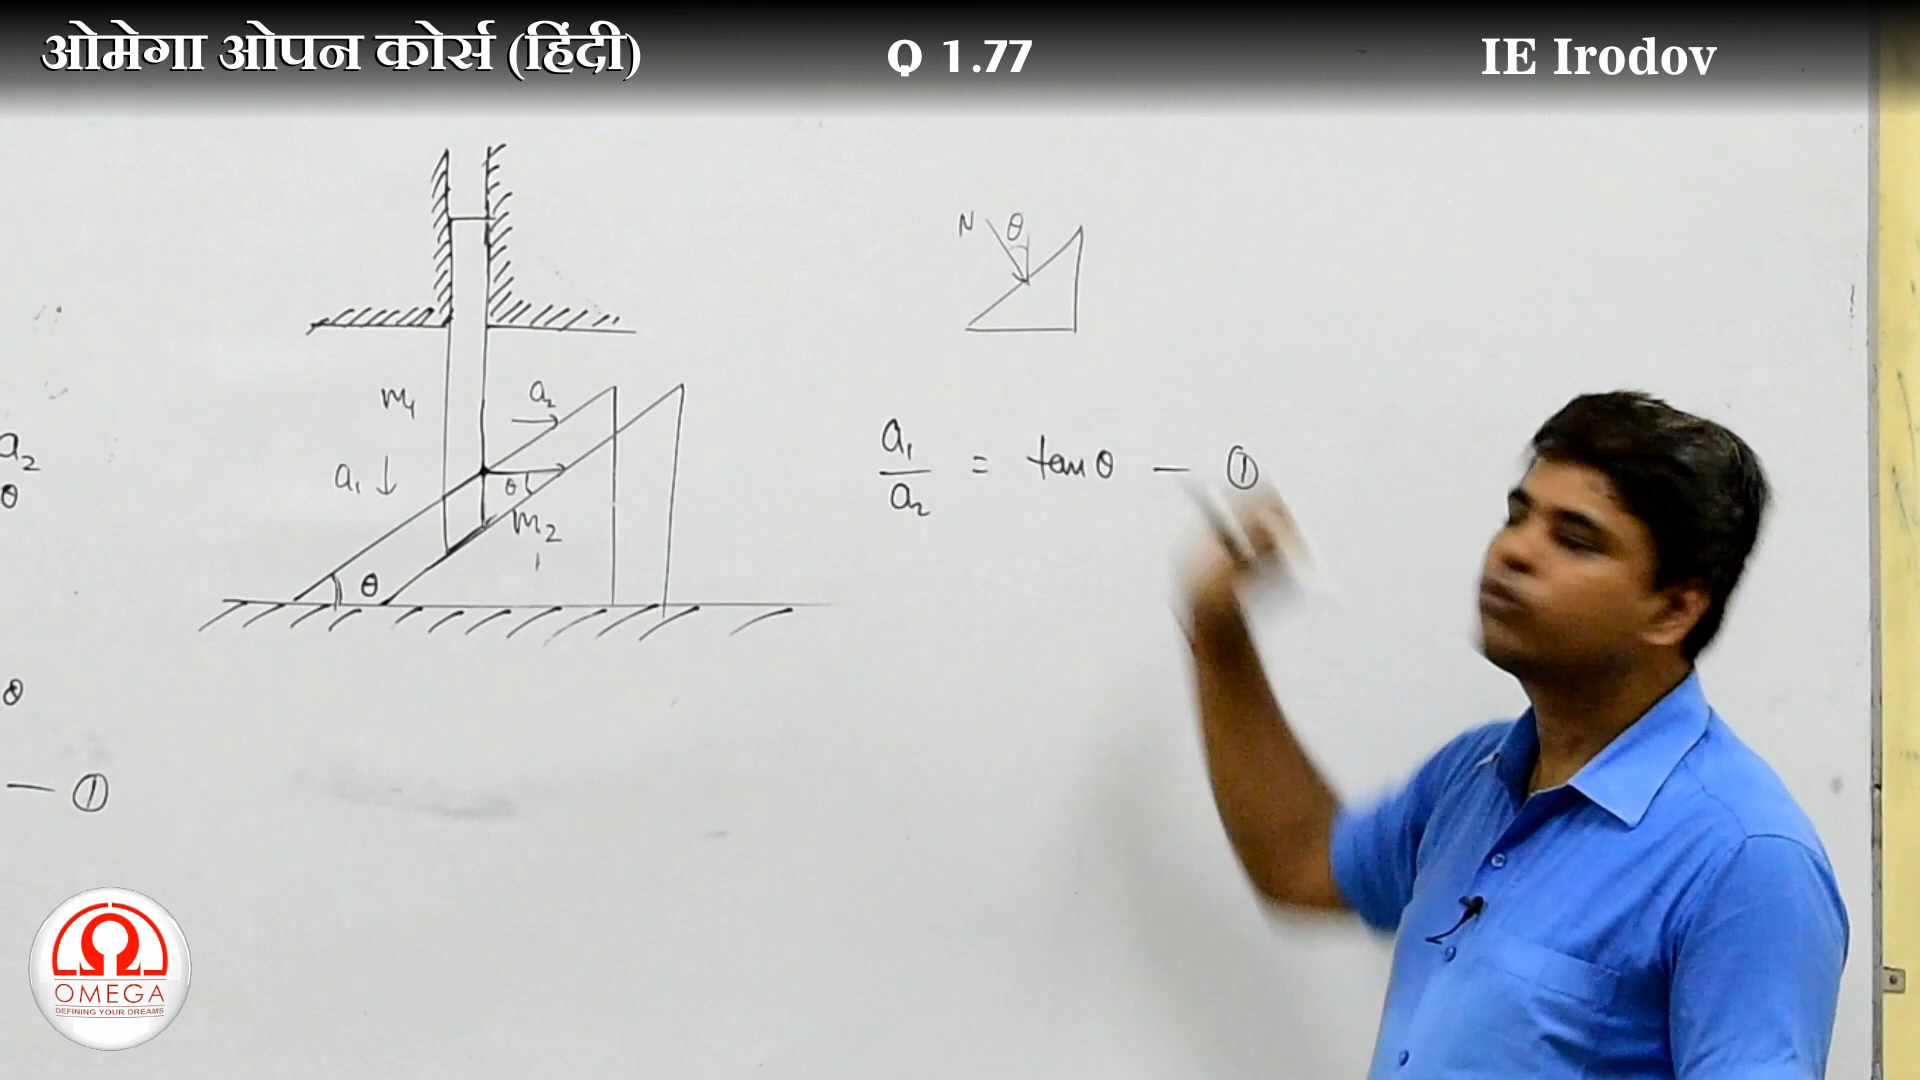 ओमेगा ओपन कोर्स (हिंदी)
Q 1.77
IE Irodov
N θ
m₁
a₂
a₁ ↓
θ
m₂
θ
a₁/a₂ = tan θ — ①
a₂
θ
θ
— ①
OMEGA
DEFINING YOUR DREAMS